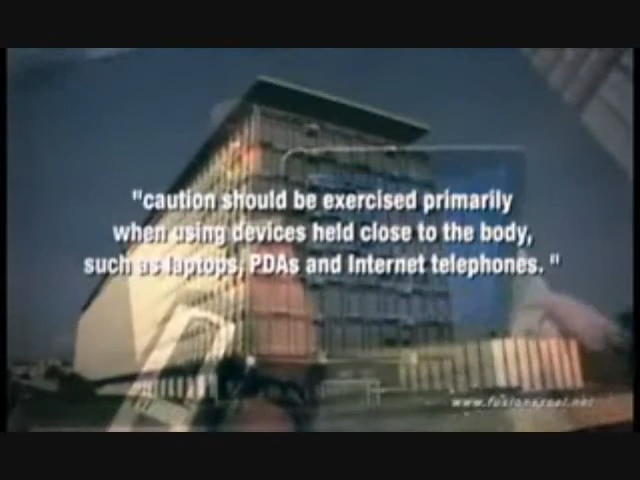 "caution should be exercised primarily
when using devices held close to the body,
such as laptops, PDAs and Internet telephones. "
www.fusionexcel.net